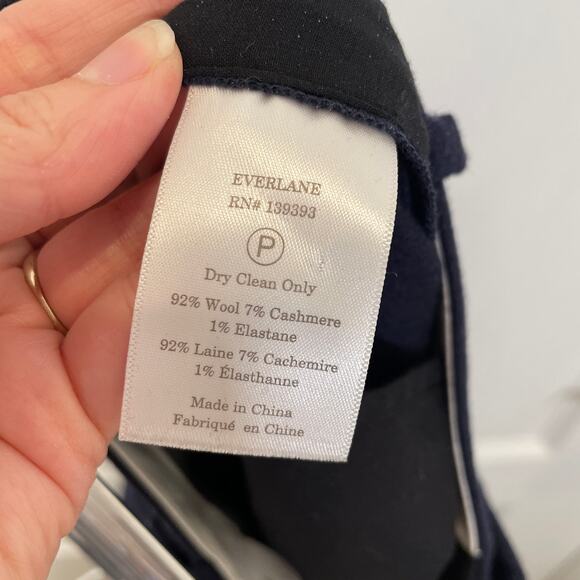 EVERLANE
RN# 139393
P
Dry Clean Only
92% Wool 7% Cashmere
1% Elastane
92% Laine 7% Cachemire
1% Élasthanne
Made in China
Fabriqué en Chine